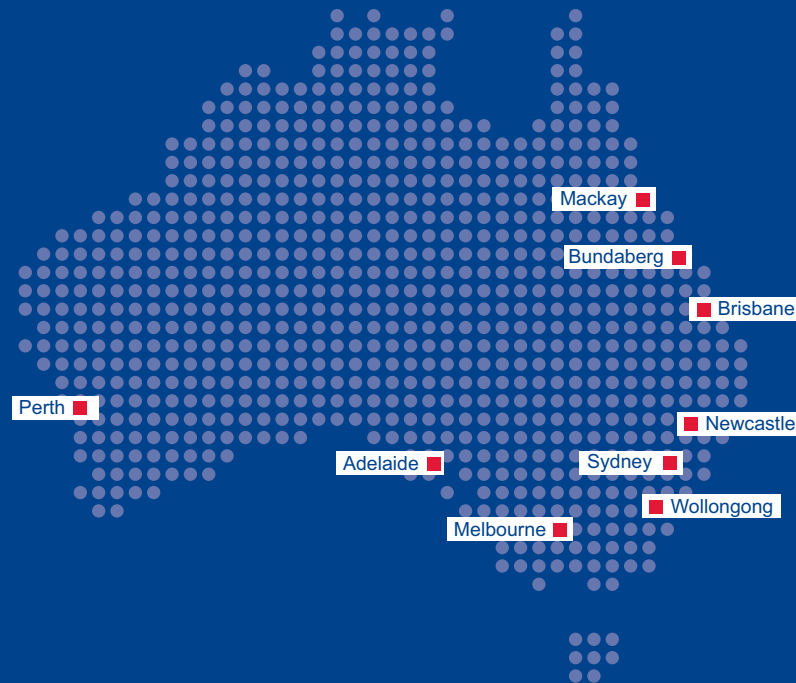 Mackay
Bundaberg
Brisbane
Perth
Newcastle
Adelaide
Sydney
Wollongong
Melbourne